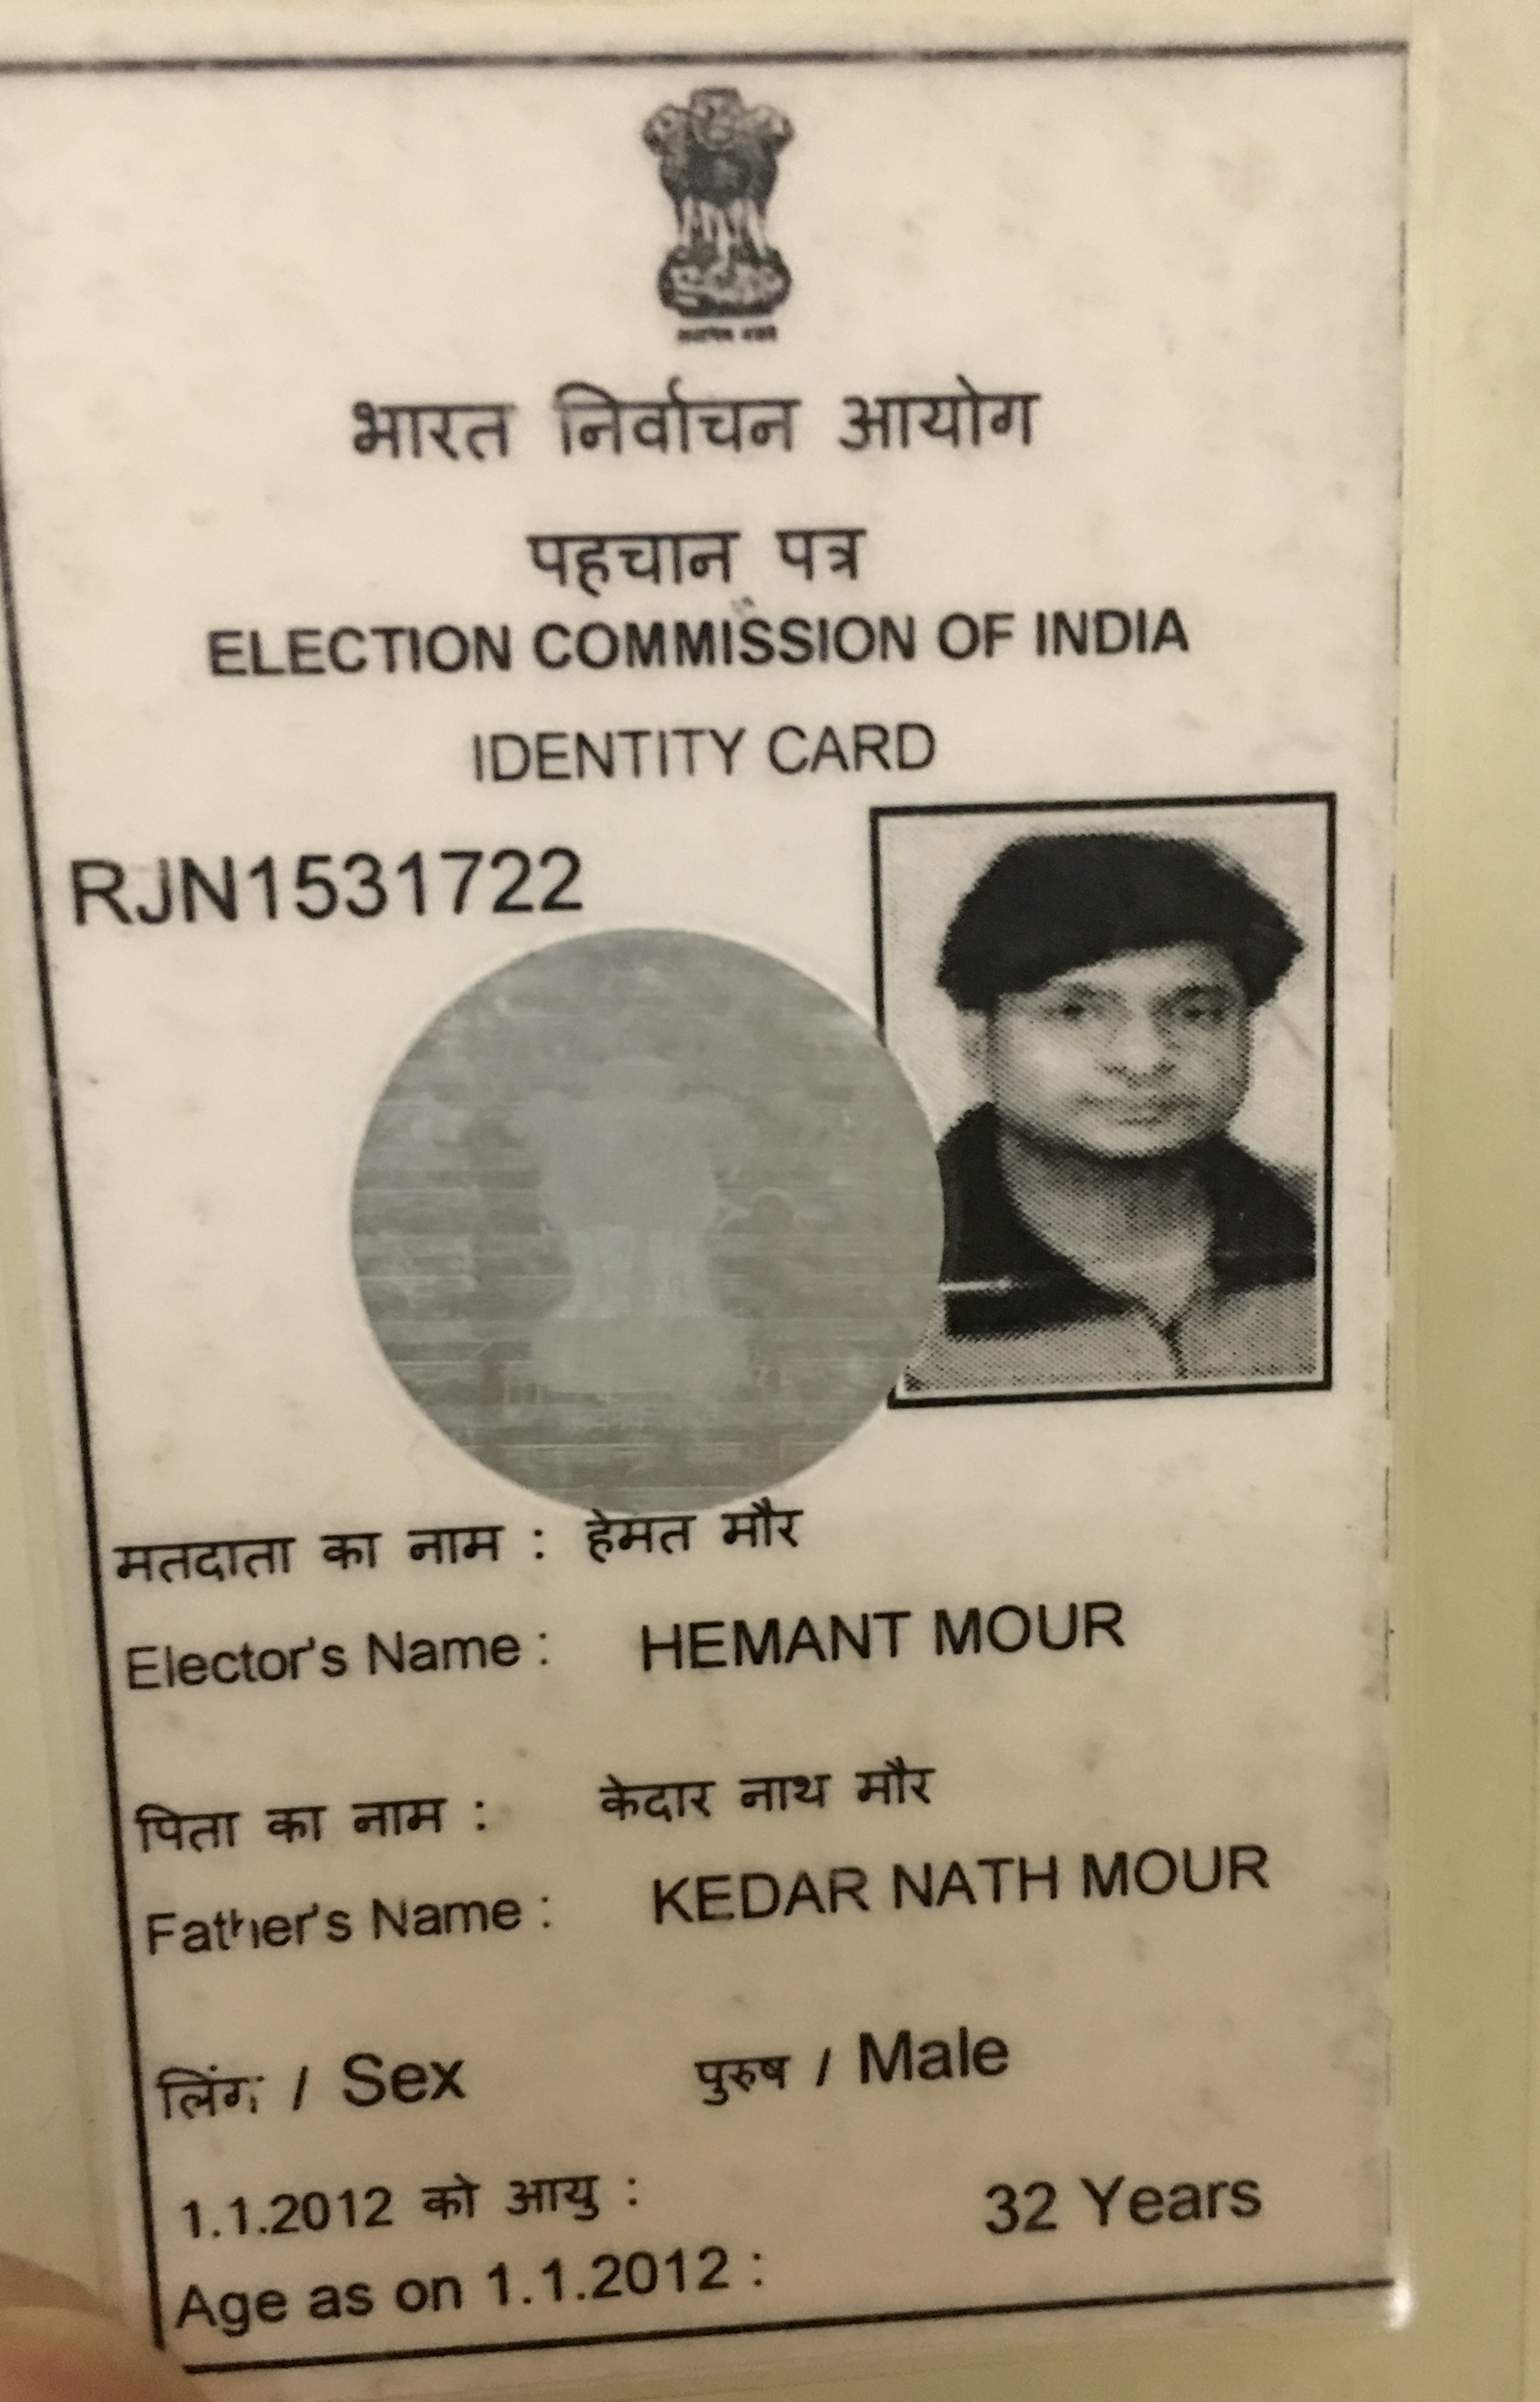 भारत निर्वाचन आयोग
पहचान पत्र
ELECTION COMMISSION OF INDIA
IDENTITY CARD
RJN1531722
मतदाता का नाम : हेमत मौर
Elector's Name : HEMANT MOUR
पिता का नाम : केदार नाथ मौर
Father's Name : KEDAR NATH MOUR
लिंग / Sex पुरुष / Male
1.1.2012 को आयु : 32 Years
Age as on 1.1.2012 :